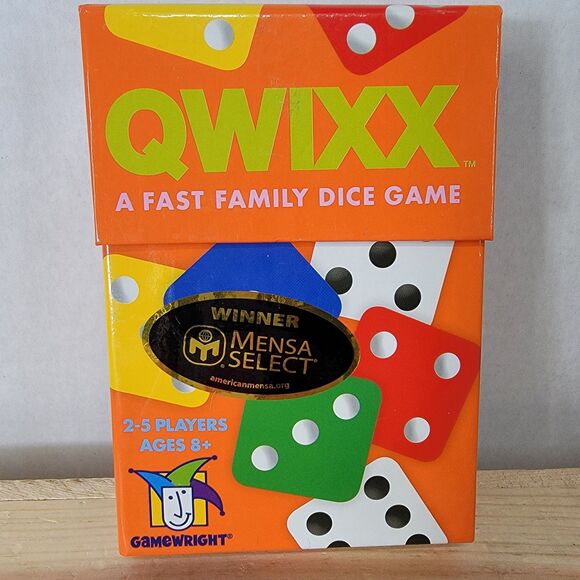 QWIXX™
A FAST FAMILY DICE GAME
WINNER
MENSA
SELECT®
americanmensa.org
2-5 PLAYERS
AGES 8+
GAMEWRIGHT®